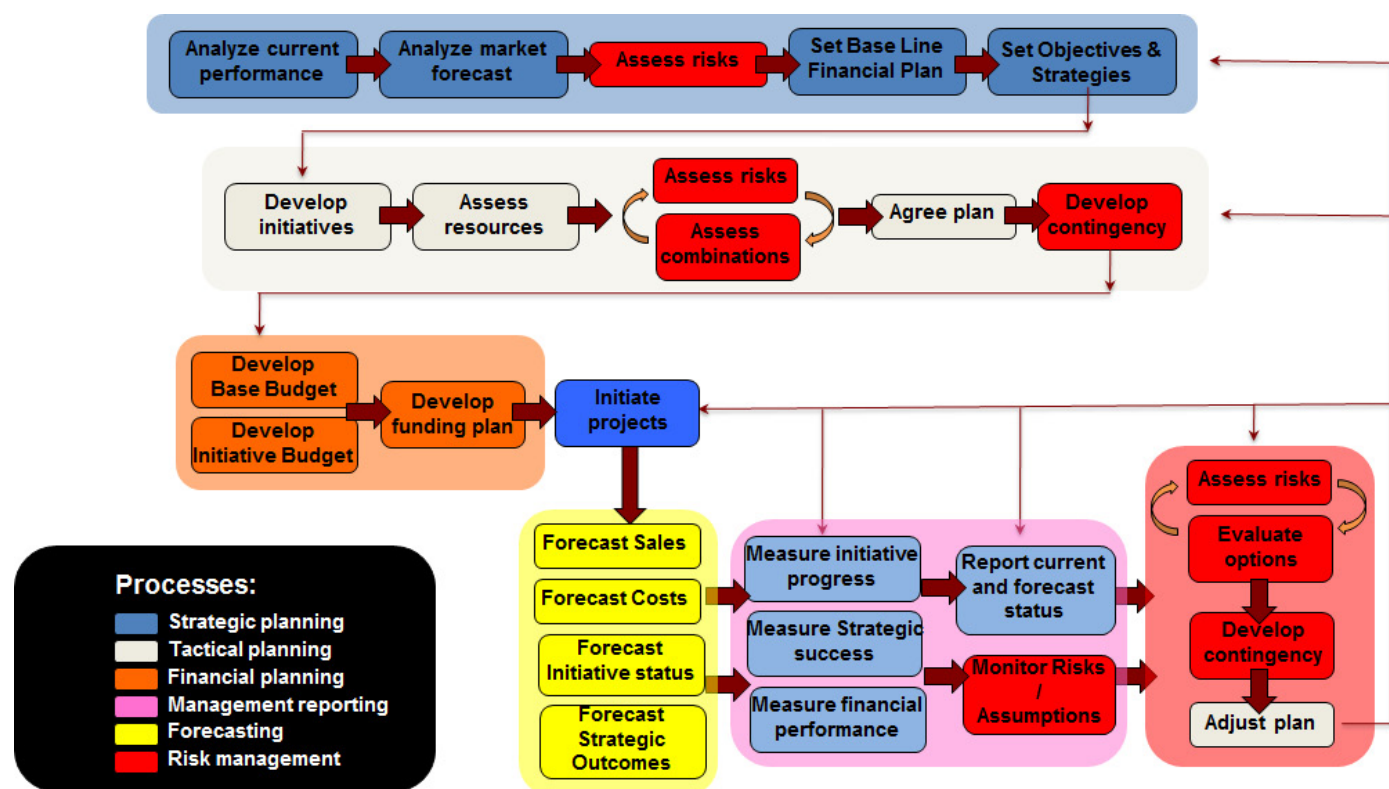 Analyze current
performance
Analyze market
forecast
Assess risks
Set Base Line
Financial Plan
Set Objectives &
Strategies
Develop
initiatives
Assess
resources
Assess risks
Assess
combinations
Agree plan
Develop
contingency
Develop
Base Budget
Develop
Initiative Budget
Develop
funding plan
Initiate
projects
Forecast Sales
Forecast Costs
Forecast
Initiative status
Forecast
Strategic
Outcomes
Measure initiative
progress
Measure Strategic
success
Measure financial
performance
Report current
and forecast
status
Monitor Risks
/
Assumptions
Assess risks
Evaluate
options
Develop
contingency
Adjust plan
Processes:
Strategic planning
Tactical planning
Financial planning
Management reporting
Forecasting
Risk management